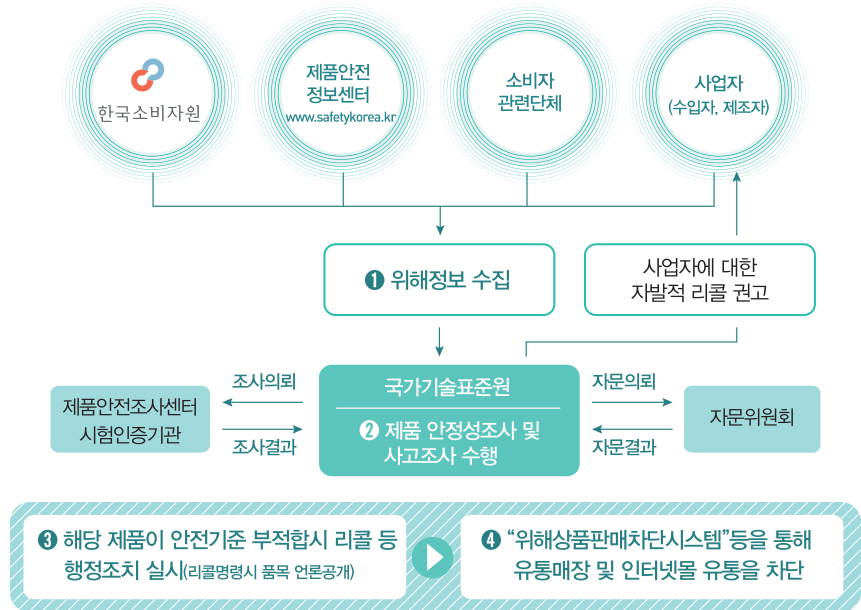 한국소비자원
제품안전
정보센터
www.safetykorea.kr
소비자
관련단체
사업자
(수입자, 제조자)
❶ 위해정보 수집
사업자에 대한
자발적 리콜 권고
제품안전조사센터
시험인증기관
조사의뢰
조사결과
국가기술표준원
❷ 제품 안정성조사 및
사고조사 수행
자문의뢰
자문결과
자문위원회
❸ 해당 제품이 안전기준 부적합시 리콜 등
행정조치 실시(리콜명령시 품목 언론공개)
❹ “위해상품판매차단시스템”등을 통해
유통매장 및 인터넷몰 유통을 차단